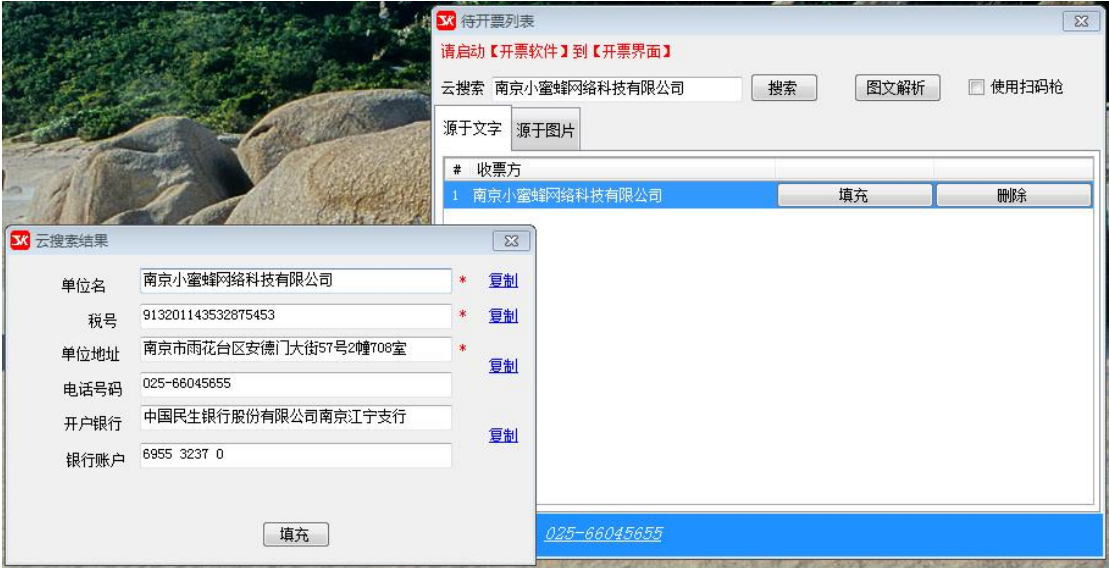 待开票列表
请启动【开票软件】到【开票界面】
云搜索 南京小蜜蜂网络科技有限公司 搜索 图文解析 使用扫码枪
源于文字 源于图片
# 收票方
1 南京小蜜蜂网络科技有限公司 填充 删除
025-66045655
云搜索结果
单位名 南京小蜜蜂网络科技有限公司 * 复制
税号 913201143532875453 * 复制
单位地址 南京市雨花台区安德门大街57号2幢708室 *
复制
电话号码 025-66045655
开户银行 中国民生银行股份有限公司南京江宁支行
复制
银行账户 6955 3237 0
填充